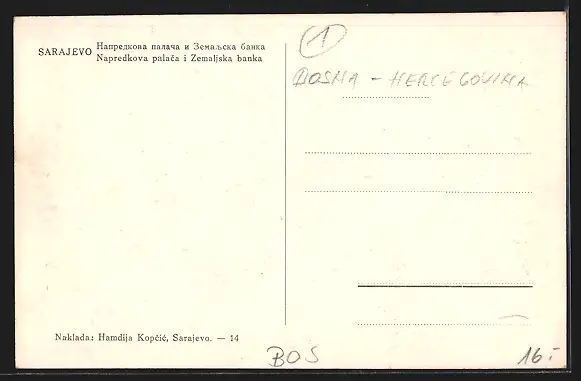 SARAJEVO
Напредкова палача и Земаљска банка
Napredkova palača i Zemaljska banka
1
BOSNA - HERCEGOVINA
Naklada: Hamdija Kopčić, Sarajevo. — 14
BOS
16.-